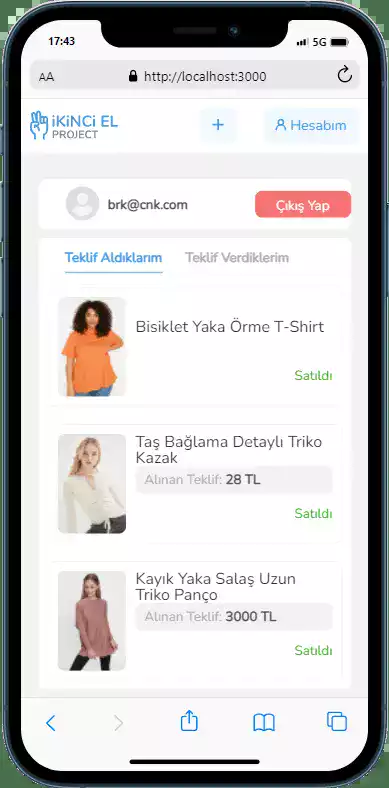 17:43
5G
AA
http://localhost:3000
iKiNCi EL
PROJECT
+
Hesabım
brk@cnk.com
Çıkış Yap
Teklif Aldıklarım
Teklif Verdiklerim
Bisiklet Yaka Örme T-Shirt
Satıldı
Taş Bağlama Detaylı Triko
Kazak
Alınan Teklif: 28 TL
Satıldı
Kayık Yaka Salaş Uzun
Triko Panço
Alınan Teklif: 3000 TL
Satıldı